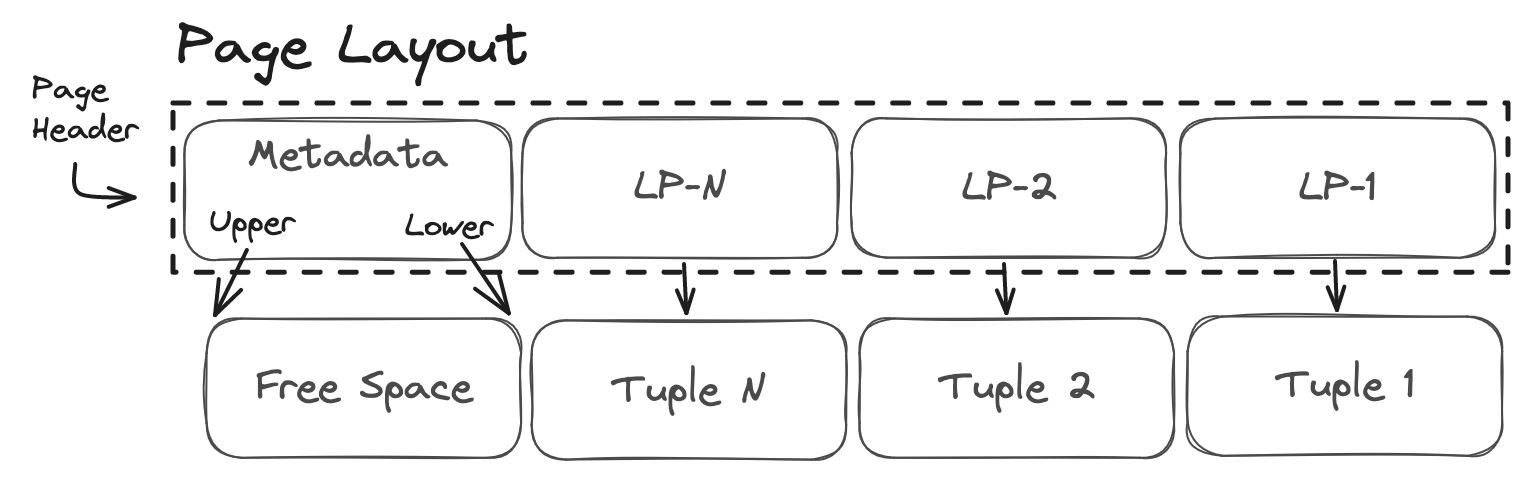 Page Layout
Page
Header
Metadata
Upper
Lower
LP-N
LP-2
LP-1
Free Space
Tuple N
Tuple 2
Tuple 1